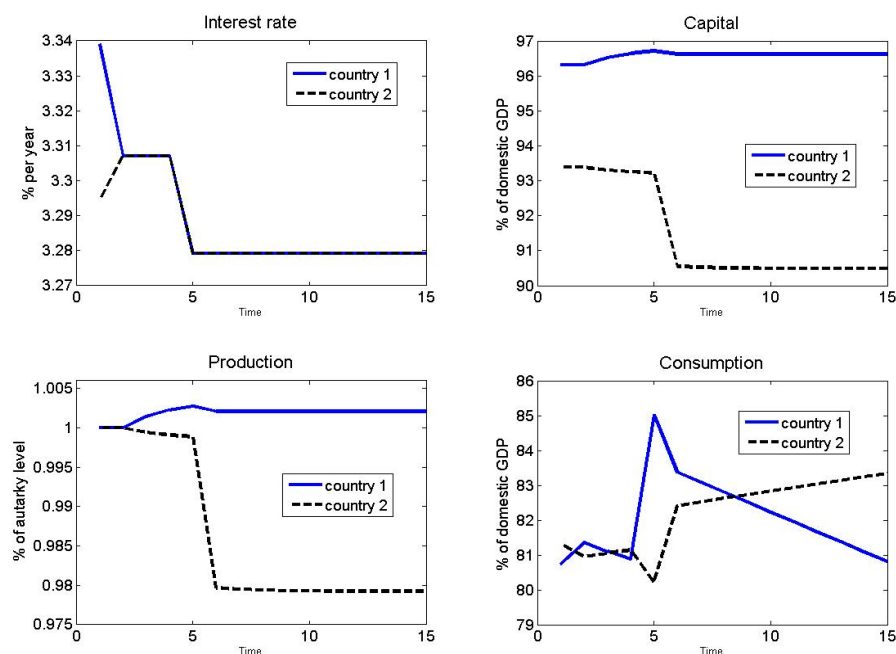 Interest rate
% per year
3.34
3.33
3.32
3.31
3.3
3.29
3.28
3.27
0 5 10 15
Time
country 1
country 2
Capital
% of domestic GDP
97
96
95
94
93
92
91
90
0 5 10 15
Time
country 1
country 2
Production
% of autarky level
1.005
1
0.995
0.99
0.985
0.98
0.975
0 5 10 15
Time
country 1
country 2
Consumption
% of domestic GDP
86
85
84
83
82
81
80
79
0 5 10 15
Time
country 1
country 2